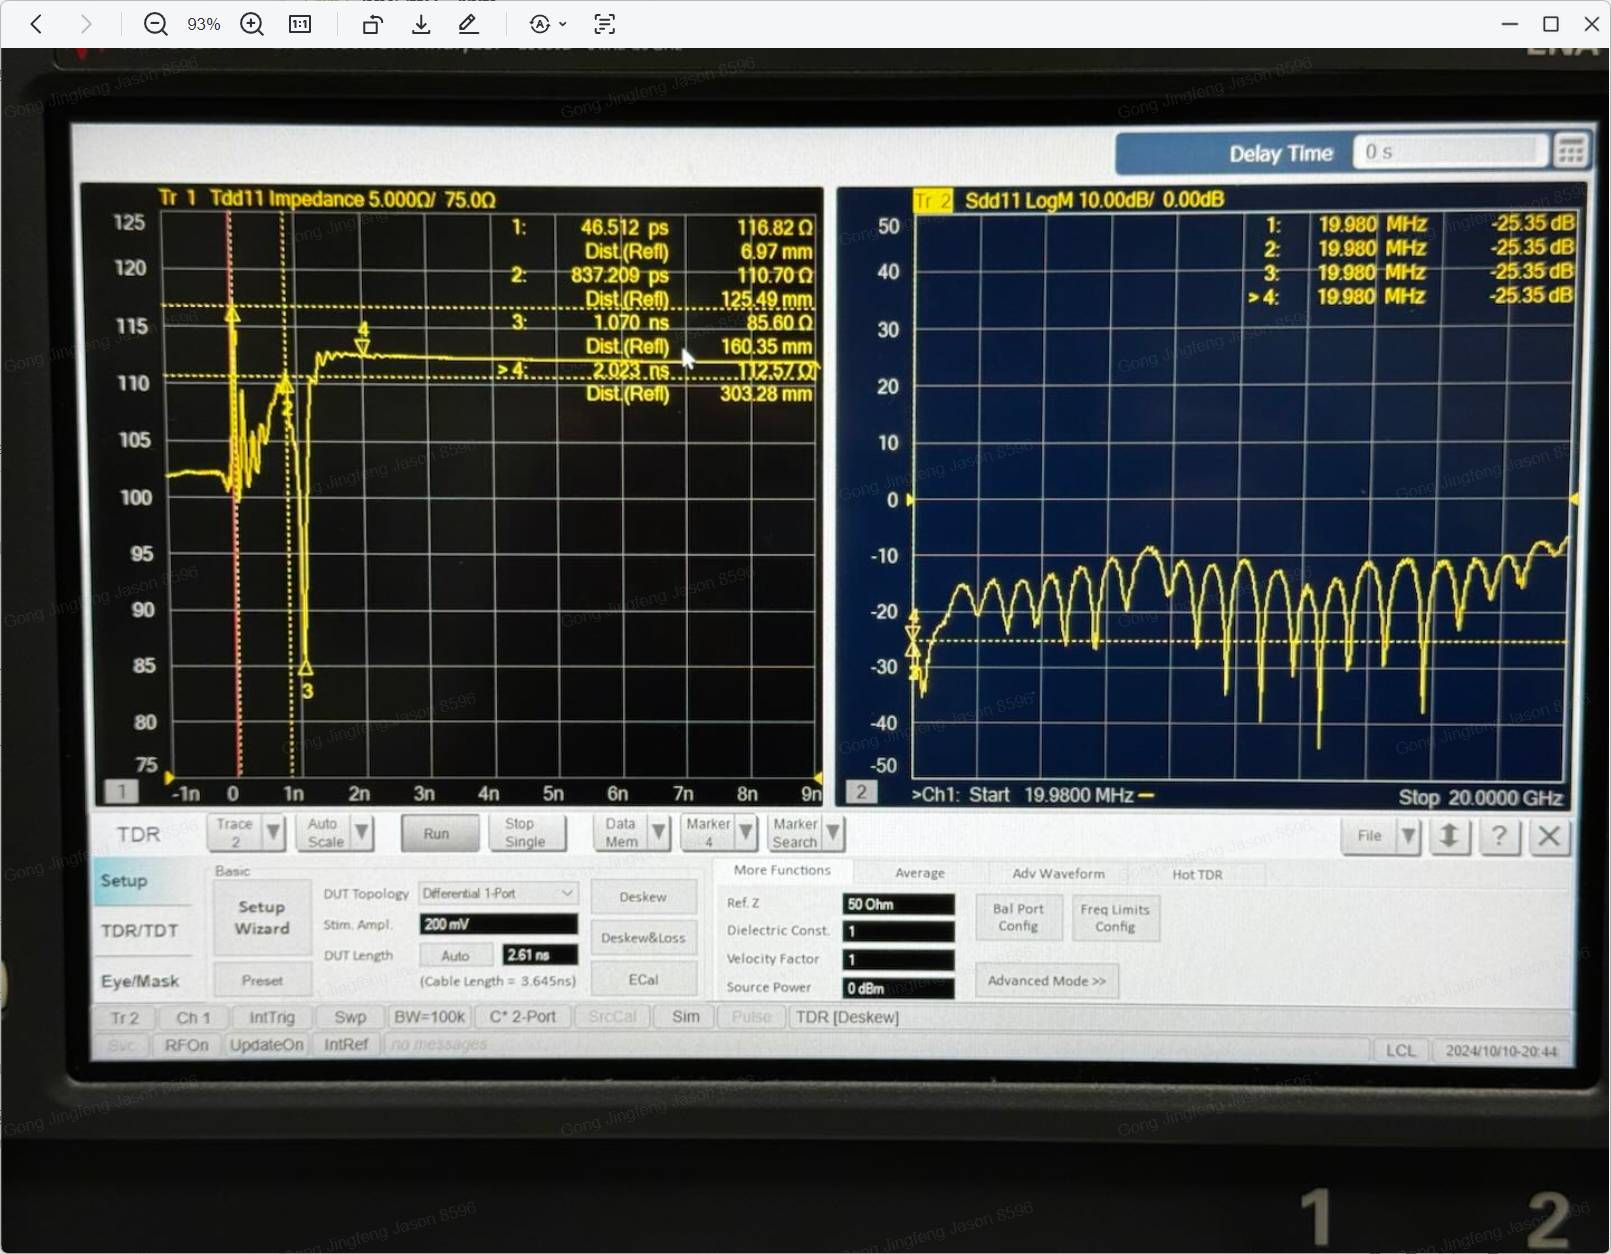 93%
1:1
Delay Time 0 s
Tr 1 Tdd11 Impedance 5.000Ω/ 75.0Ω
125
120
115
110
105
100
95
90
85
80
75
1: 46.512 ps 116.82 Ω
Dist.(Refl) 6.97 mm
2: 837.209 ps 110.70 Ω
Dist.(Refl) 125.49 mm
3: 1.070 ns 85.60 Ω
Dist.(Refl) 160.35 mm
>4: 2.023 ns 112.57 Ω
Dist.(Refl) 303.28 mm
4
2
3
1
-1n 0 1n 2n 3n 4n 5n 6n 7n 8n 9n
Tr 2 Sdd11 LogM 10.00dB/ 0.00dB
50
40
30
20
10
0
-10
-20
-30
-40
-50
1: 19.980 MHz -25.35 dB
2: 19.980 MHz -25.35 dB
3: 19.980 MHz -25.35 dB
>4: 19.980 MHz -25.35 dB
4
2
>Ch1: Start 19.9800 MHz
Stop 20.0000 GHz
TDR
Trace 2
Auto Scale
Run
Stop Single
Data Mem
Marker 4
Marker Search
File
?
Setup
TDR/TDT
Eye/Mask
Basic
Setup Wizard
Preset
DUT Topology Differential 1-Port
Stim. Ampl. 200 mV
DUT Length Auto 2.61 ns
(Cable Length = 3.645ns)
Deskew
Deskew&Loss
ECal
More Functions Average Adv Waveform Hot TDR
Ref. Z 50 Ohm
Dielectric Const. 1
Velocity Factor 1
Source Power 0 dBm
Bal Port Config
Freq Limits Config
Advanced Mode >>
Tr 2 Ch 1 IntTrig Swp BW=100k C* 2-Port SrcCal Sim Pulse TDR [Deskew]
Svc RFOn UpdateOn IntRef no messages LCL 2024/10/10-20:44
1 2
Gong Jingfeng Jason 8596